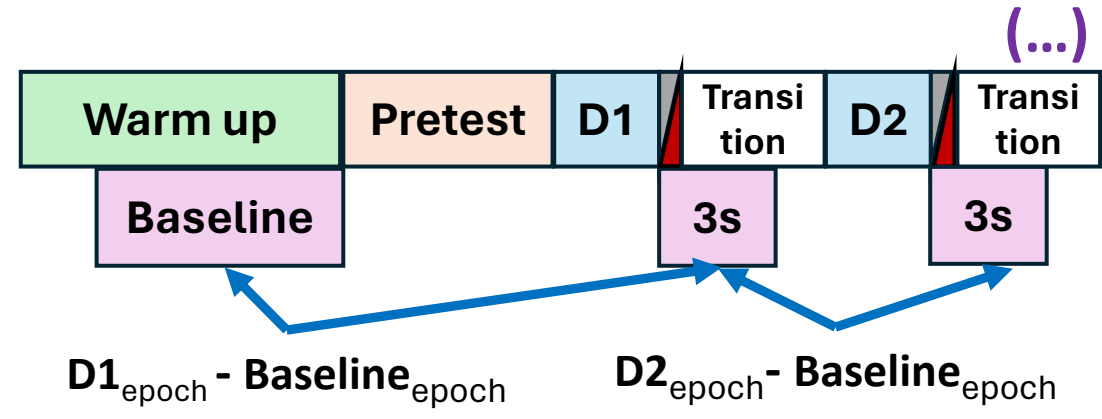 (...)
Warm up Pretest D1 Transi D2 Transi
tion tion
Baseline 3s 3s
D1epoch - Baselineepoch D2epoch- Baselineepoch